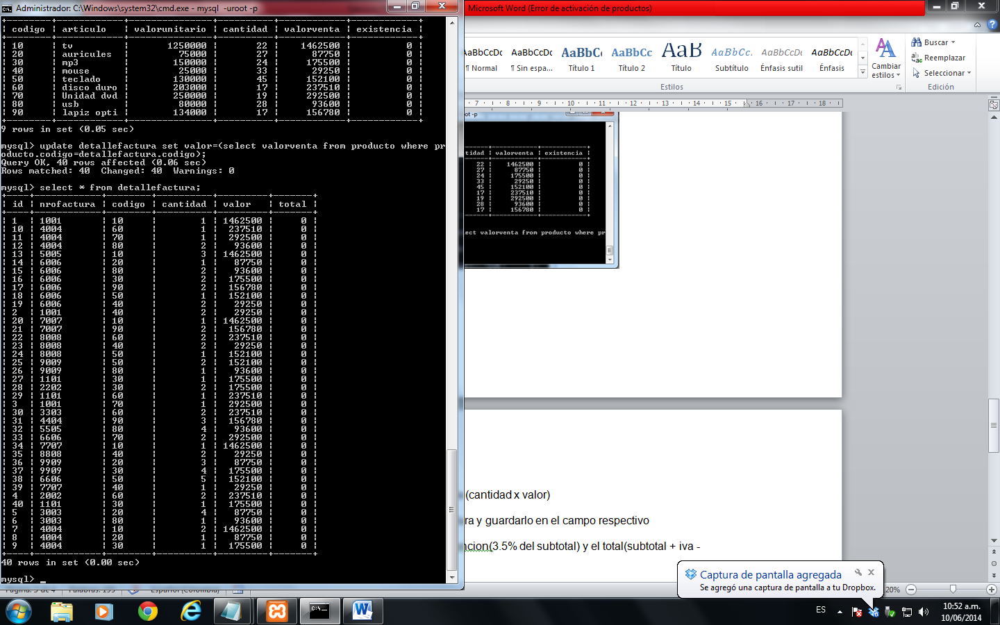 Administrador: C:\Windows\system32\cmd.exe - mysql -uroot -p
| codigo | articulo | valorunitario | cantidad | valorventa | existencia |
| 10 | tv | 1250000 | 22 | 1462500 | 0 |
| 20 | auricules | 75000 | 27 | 87750 | 0 |
| 30 | mp3 | 150000 | 24 | 175500 | 0 |
| 40 | mouse | 25000 | 33 | 29250 | 0 |
| 50 | teclado | 130000 | 45 | 152100 | 0 |
| 60 | disco duro | 203000 | 17 | 237510 | 0 |
| 70 | Unidad dvd | 250000 | 19 | 292500 | 0 |
| 80 | usb | 80000 | 28 | 93600 | 0 |
| 90 | lapiz opti | 134000 | 17 | 156780 | 0 |
9 rows in set (0.05 sec)
mysql> update detallefactura set valor=(select valorventa from producto where pr
oducto.codigo=detallefactura.codigo);
Query OK, 40 rows affected (0.06 sec)
Rows matched: 40 Changed: 40 Warnings: 0
mysql> select * from detallefactura;
| id | nrofactura | codigo | cantidad | valor | total |
| 1 | 1001 | 10 | 1 | 1462500 | 0 |
| 10 | 4004 | 60 | 1 | 237510 | 0 |
| 11 | 4004 | 70 | 1 | 292500 | 0 |
| 12 | 4004 | 80 | 2 | 93600 | 0 |
| 13 | 5005 | 10 | 3 | 1462500 | 0 |
| 14 | 6006 | 20 | 1 | 87750 | 0 |
| 15 | 6006 | 80 | 2 | 93600 | 0 |
| 16 | 6006 | 30 | 2 | 175500 | 0 |
| 17 | 6006 | 90 | 2 | 156780 | 0 |
| 18 | 6006 | 50 | 1 | 152100 | 0 |
| 19 | 6006 | 40 | 2 | 29250 | 0 |
| 2 | 1001 | 40 | 2 | 29250 | 0 |
| 20 | 7007 | 10 | 1 | 1462500 | 0 |
| 21 | 7007 | 90 | 2 | 156780 | 0 |
| 22 | 8008 | 60 | 2 | 237510 | 0 |
| 23 | 8008 | 40 | 2 | 29250 | 0 |
| 24 | 8008 | 50 | 1 | 152100 | 0 |
| 25 | 9009 | 50 | 2 | 152100 | 0 |
| 26 | 9009 | 80 | 1 | 93600 | 0 |
| 27 | 1101 | 30 | 1 | 175500 | 0 |
| 28 | 2202 | 30 | 2 | 175500 | 0 |
| 29 | 1101 | 60 | 1 | 237510 | 0 |
| 3 | 1001 | 70 | 1 | 292500 | 0 |
| 30 | 3303 | 60 | 2 | 237510 | 0 |
| 31 | 4404 | 90 | 3 | 156780 | 0 |
| 32 | 5505 | 80 | 4 | 93600 | 0 |
| 33 | 6606 | 70 | 2 | 292500 | 0 |
| 34 | 7707 | 10 | 1 | 1462500 | 0 |
| 35 | 8808 | 40 | 2 | 29250 | 0 |
| 36 | 9909 | 20 | 3 | 87750 | 0 |
| 37 | 9909 | 30 | 4 | 175500 | 0 |
| 38 | 6606 | 50 | 5 | 152100 | 0 |
| 39 | 7707 | 40 | 1 | 29250 | 0 |
| 4 | 2002 | 60 | 2 | 237510 | 0 |
| 40 | 1101 | 30 | 1 | 175500 | 0 |
| 5 | 3003 | 20 | 4 | 87750 | 0 |
| 6 | 3003 | 80 | 1 | 93600 | 0 |
| 7 | 4004 | 10 | 2 | 1462500 | 0 |
| 8 | 4004 | 20 | 1 | 87750 | 0 |
| 9 | 4004 | 30 | 1 | 175500 | 0 |
40 rows in set (0.00 sec)
mysql> _
Microsoft Word (Error de activación de productos)
AaBbCcDc AaBbCcDc AaBbCc AaBbCc AaB AaBbCc. AaBbCcDc AaBbCcDc
¶ Normal ¶ Sin espa... Título 1 Título 2 Título Subtítulo Énfasis sutil Énfasis
Cambiar
estilos
Buscar
Reemplazar
Seleccionar
Estilos
Edición
7 8 9 10 11 12 13 14 15 16 17 18
oot -p
tidad | valorventa | existencia |
22 | 1462500 | 0 |
27 | 87750 | 0 |
24 | 175500 | 0 |
33 | 29250 | 0 |
45 | 152100 | 0 |
17 | 237510 | 0 |
19 | 292500 | 0 |
28 | 93600 | 0 |
17 | 156780 | 0 |
ect valorventa from producto where pr
(cantidad x valor)
ra y guardarlo en el campo respectivo
ncion(3.5% del subtotal) y el total(subtotal + iva -
Captura de pantalla agregada
Se agregó una captura de pantalla a tu Dropbox.
Página: 3 de 4 Palabras: 195 Español (Colombia)
20%
ES
10:52 a.m.
10/06/2014